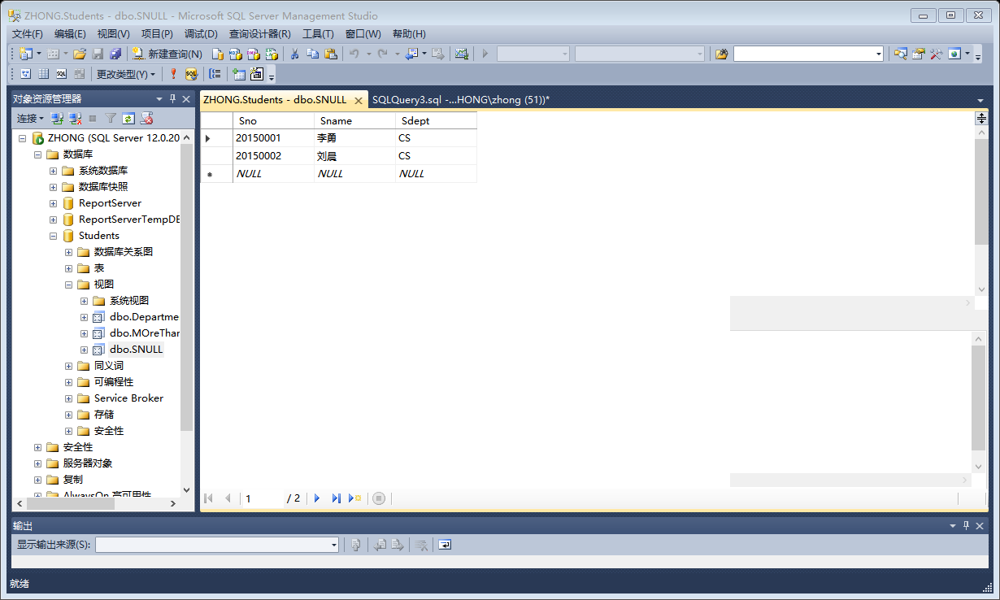 ZHONG.Students - dbo.SNULL - Microsoft SQL Server Management Studio
文件(F) 编辑(E) 视图(V) 项目(P) 调试(D) 查询设计器(R) 工具(T) 窗口(W) 帮助(H)
新建查询(N)
更改类型(Y)
对象资源管理器
连接
ZHONG (SQL Server 12.0.20
数据库
系统数据库
数据库快照
ReportServer
ReportServerTempDB
Students
数据库关系图
表
视图
系统视图
dbo.Departme
dbo.MOreThan
dbo.SNULL
同义词
可编程性
Service Broker
存储
安全性
安全性
服务器对象
复制
AlwaysOn 高可用性
ZHONG.Students - dbo.SNULL SQLQuery3.sql -...HONG\zhong (51))*
Sno Sname Sdept
20150001 李勇 CS
20150002 刘晨 CS
NULL NULL NULL
1 / 2
输出
显示输出来源(S):
就绪